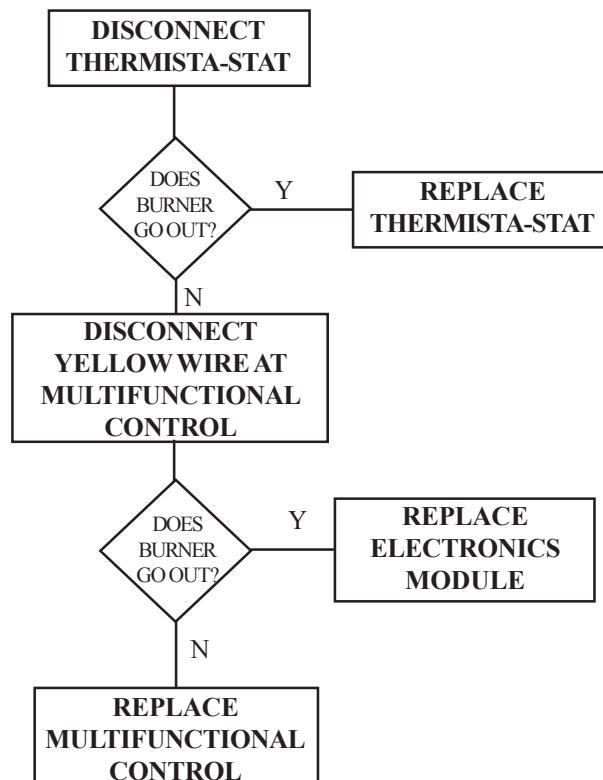 DISCONNECT
THERMISTA-STAT
DOES
BURNER
GO OUT?
Y
REPLACE
THERMISTA-STAT
N
DISCONNECT
YELLOW WIRE AT
MULTIFUNCTIONAL
CONTROL
DOES
BURNER
GO OUT?
Y
REPLACE
ELECTRONICS
MODULE
N
REPLACE
MULTIFUNCTIONAL
CONTROL